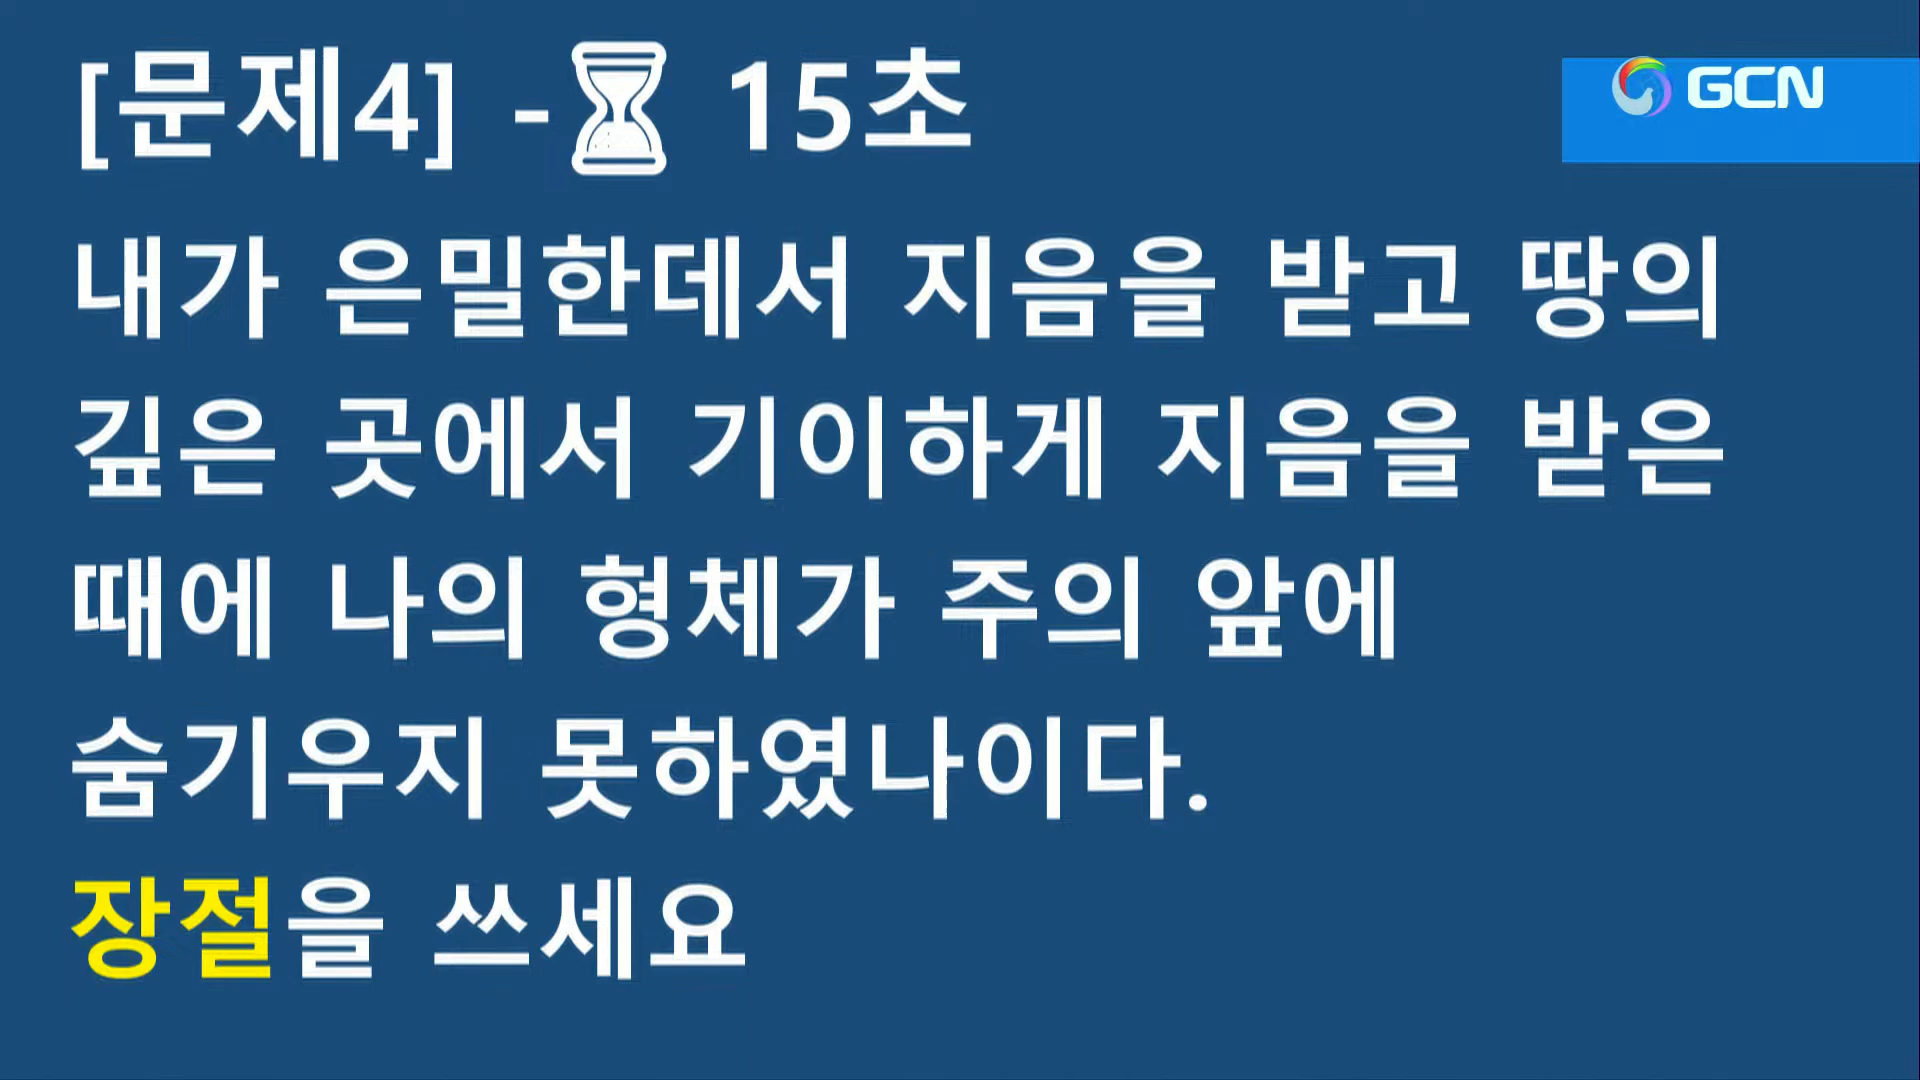 [문제4] -⏳ 15초
GCN
내가 은밀한데서 지음을 받고 땅의
깊은 곳에서 기이하게 지음을 받은
때에 나의 형체가 주의 앞에
숨기우지 못하였나이다.
장절을 쓰세요